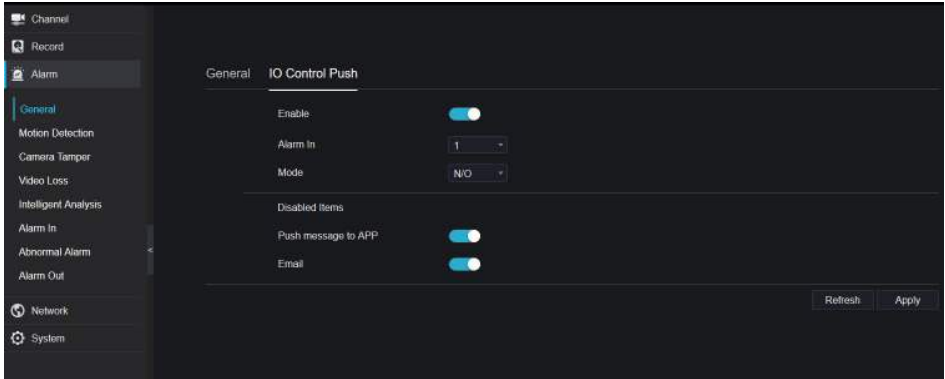 Channel
Record
Alarm
General
Motion Detection
Camera Tamper
Video Loss
Intelligent Analysis
Alarm In
Abnormal Alarm
Alarm Out
Network
System
General IO Control Push
Enable
Alarm In 1
Mode N/O
Disabled Items
Push message to APP
Email
Refresh Apply